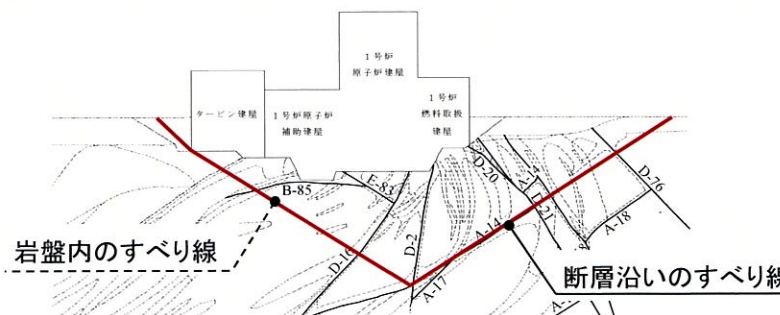 1号炉
原子炉建屋
タービン建屋
1号炉原子炉
補助建屋
1号炉
燃料取扱
建屋
B-85
F-83
D-20
A-14
D-76
D-16
D-2
A-14
F-21
A-18
A-17
岩盤内のすべり線
断層沿いのすべり線